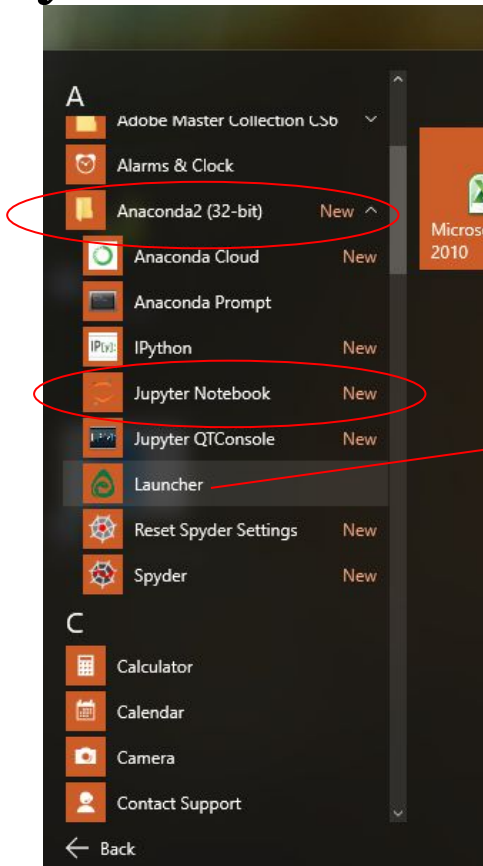 A
Adobe Master Collection CS6
Alarms & Clock
Anaconda2 (32-bit) New
Anaconda Cloud New
Anaconda Prompt
IP[y]: IPython New
Jupyter Notebook New
Jupyter QTConsole New
Launcher
Reset Spyder Settings New
Spyder New
C
Calculator
Calendar
Camera
Contact Support
Back
2010